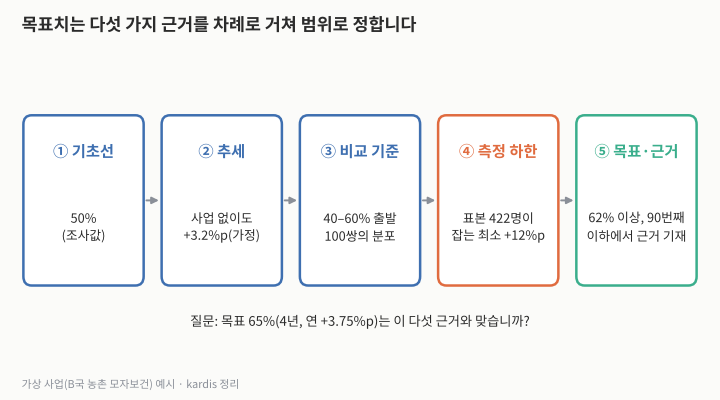 목표치는 다섯 가지 근거를 차례로 거쳐 범위로 정합니다
① 기초선
50%
(조사값)
② 추세
사업 없이도
+3.2%p(가정)
③ 비교 기준
40–60% 출발
100쌍의 분포
④ 측정 하한
표본 422명이
잡는 최소 +12%p
⑤ 목표·근거
62% 이상, 90번째
이하에서 근거 기재
질문: 목표 65%(4년, 연 +3.75%p)는 이 다섯 근거와 맞습니까?
가상 사업(B국 농촌 모자보건) 예시 · kardis 정리